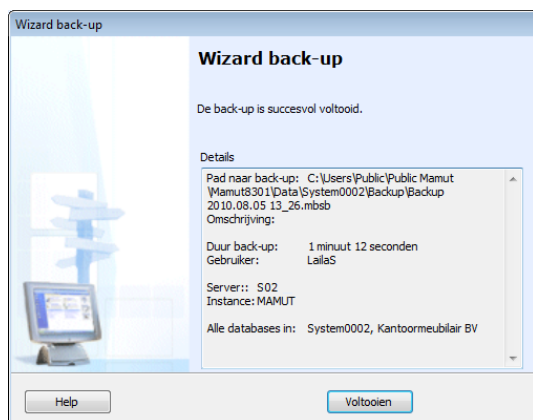 Wizard back-up
Wizard back-up
De back-up is succesvol voltooid.
Details
Pad naar back-up: C:\Users\Public\Public Mamut
\Mamut8301\Data\System0002\Backup\Backup
2010.08.05 13_26.mbsb
Omschrijving:
Duur back-up: 1 minuut 12 seconden
Gebruiker: LailaS
Server:: S02
Instance: MAMUT
Alle databases in: System0002, Kantoormeubilair BV
Help
Voltooien